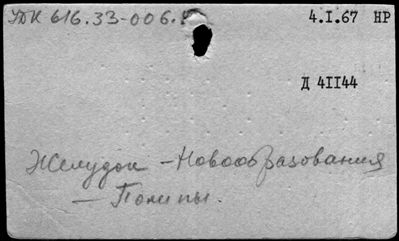 УДК 616.33-006. 4.I.67 НР
Д 41144
Желудок - Новообразования
- Полипы.